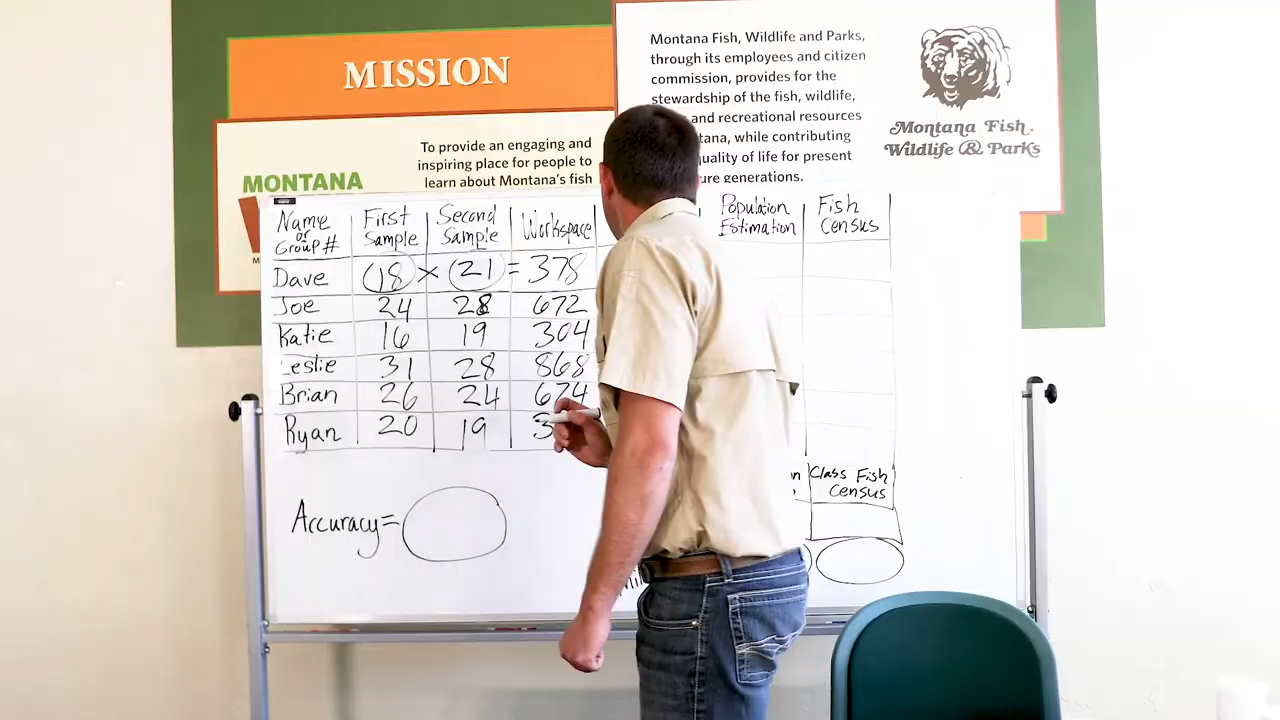 MISSION
To provide an engaging and
inspiring place for people to
learn about Montana's fish
MONTANA
Montana Fish, Wildlife and Parks,
through its employees and citizen
commission, provides for the
stewardship of the fish, wildlife,
and recreational resources
tana, while contributing
quality of life for present
ure generations.
Montana Fish,
Wildlife & Parks
Name or Group # First Sample Second Sample Workspace Population Estimation Fish Census
Dave (18) × (21) = 378
Joe 24 28 672
Katie 16 19 304
eslie 31 28 868
Brian 26 24 674
Ryan 20 19 3
Class Fish
Census
Accuracy=